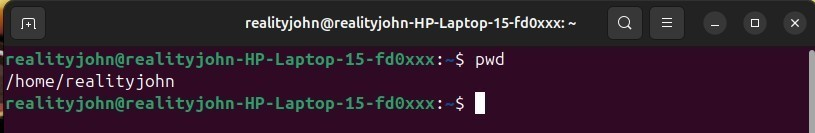 realityjohn@realityjohn-HP-Laptop-15-fd0xxx: ~
realityjohn@realityjohn-HP-Laptop-15-fd0xxx:~$ pwd
/home/realityjohn
realityjohn@realityjohn-HP-Laptop-15-fd0xxx:~$